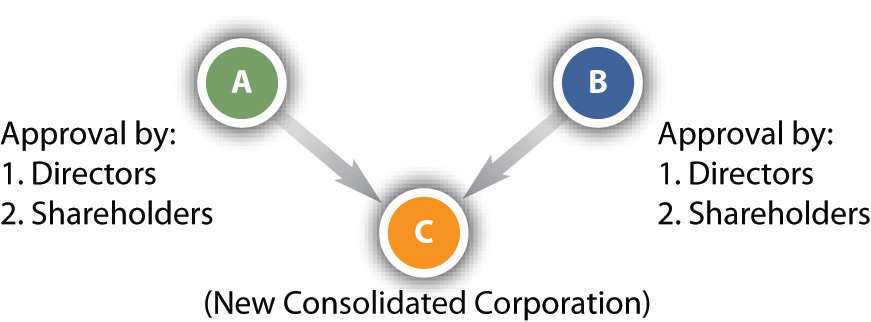 A
B
Approval by:
1. Directors
2. Shareholders
Approval by:
1. Directors
2. Shareholders
C
(New Consolidated Corporation)